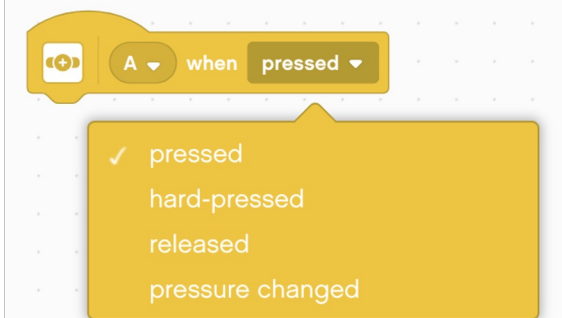 A when pressed
pressed
hard-pressed
released
pressure changed